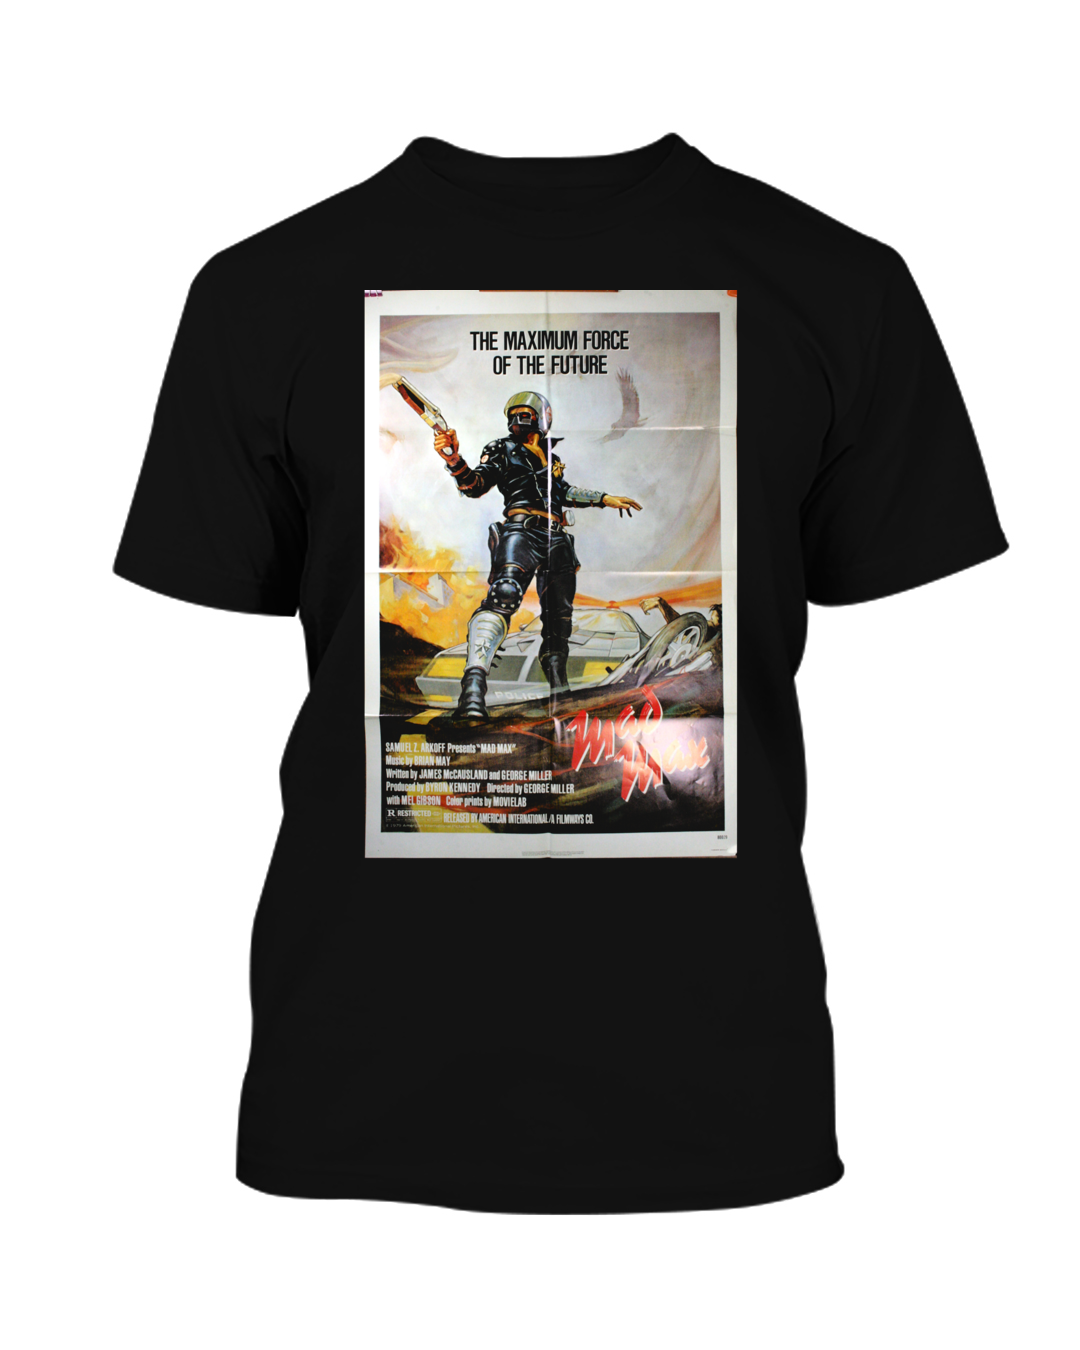 THE MAXIMUM FORCE
OF THE FUTURE
POLICE
Mad
Max
SAMUEL Z. ARKOFF Presents "MAD MAX"
Music by BRIAN MAY
Written by JAMES McCAUSLAND and GEORGE MILLER
Produced by BYRON KENNEDY Directed by GEORGE MILLER
with MEL GIBSON Color prints by MOVIELAB
R RESTRICTED
RELEASED BY AMERICAN INTERNATIONAL/A FILMWAYS CO.